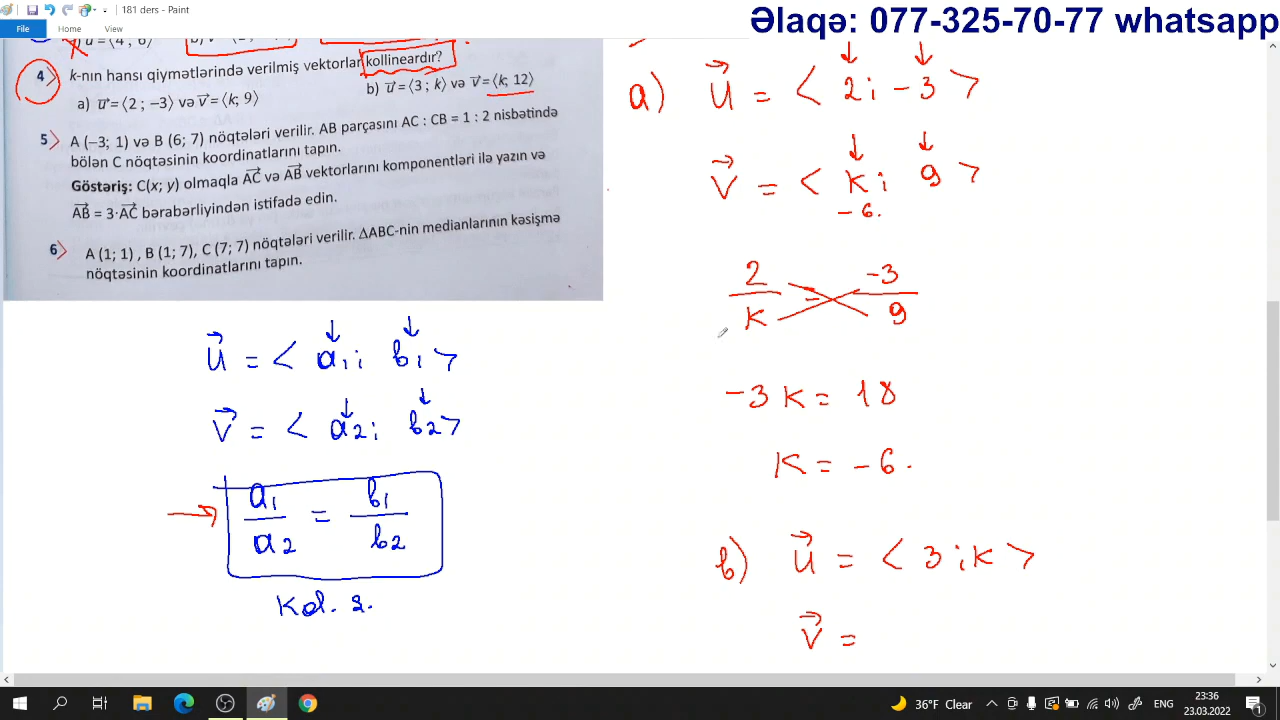 181 ders - Paint
Əlaqə: 077-325-70-77 whatsapp
File Home View
4 k-nın hansı qiymətlərində verilmiş vektorlar kollineardır?
a) u = ⟨2 ; −3⟩ və v = ⟨k; 9⟩
b) u = ⟨3 ; k⟩ və v = ⟨k; 12⟩
5 A (−3; 1) və B (6; 7) nöqtələri verilir. AB parçasını AC : CB = 1 : 2 nisbətində
bölən C nöqtəsinin koordinatlarını tapın.
Göstəriş: C(x; y) olmaqla AC və AB vektorlarını komponentləri ilə yazın və
AB = 3·AC bərabərliyindən istifadə edin.
6 A (1; 1) , B (1; 7), C (7; 7) nöqtələri verilir. ΔABC-nin medianlarının kəsişmə
nöqtəsinin koordinatlarını tapın.
u = < a1; b1 >
v = < a2; b2 >
a1/a2 = b1/b2
Kol. ş.
a) u = < 2; -3 >
v = < k; 9 >
-6.
2/k = -3/9
-3k = 18
k = -6.
b) u = < 3; k >
v =
36°F Clear
ENG
23:36
23.03.2022
1